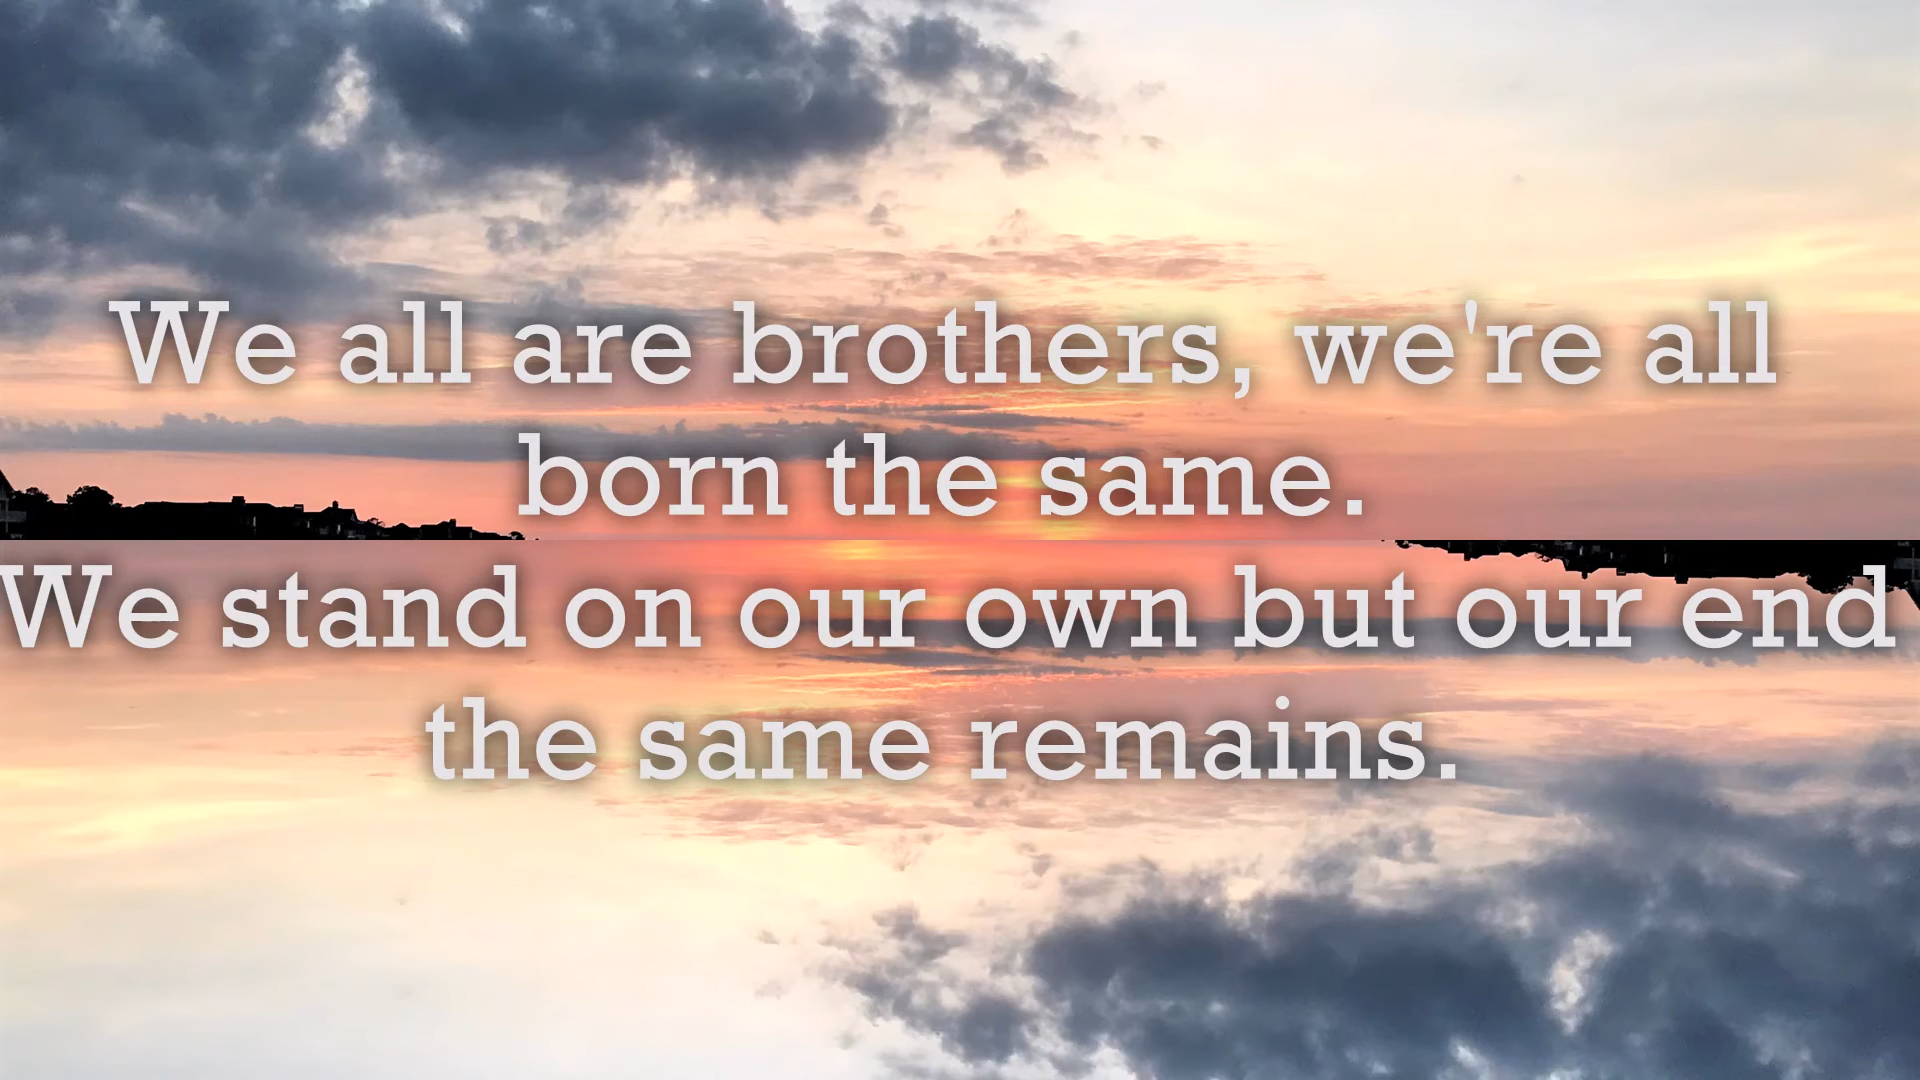 We all are brothers, we're all
born the same.
We stand on our own but our end
the same remains.